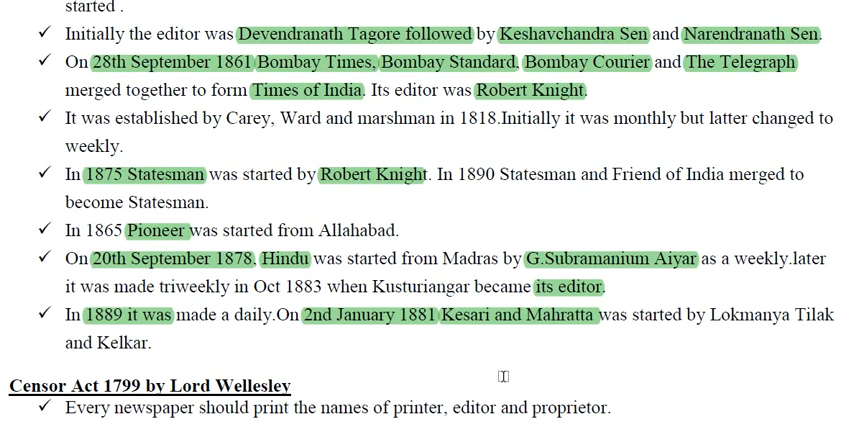 started .
✓ Initially the editor was Devendranath Tagore followed by Keshavchandra Sen and Narendranath Sen.
✓ On 28th September 1861 Bombay Times, Bombay Standard, Bombay Courier and The Telegraph
merged together to form Times of India. Its editor was Robert Knight.
✓ It was established by Carey, Ward and marshman in 1818.Initially it was monthly but latter changed to
weekly.
✓ In 1875 Statesman was started by Robert Knight. In 1890 Statesman and Friend of India merged to
become Statesman.
✓ In 1865 Pioneer was started from Allahabad.
✓ On 20th September 1878, Hindu was started from Madras by G.Subramanium Aiyar as a weekly.later
it was made triweekly in Oct 1883 when Kusturiangar became its editor.
✓ In 1889 it was made a daily.On 2nd January 1881 Kesari and Mahratta was started by Lokmanya Tilak
and Kelkar.
Censor Act 1799 by Lord Wellesley
✓ Every newspaper should print the names of printer, editor and proprietor.